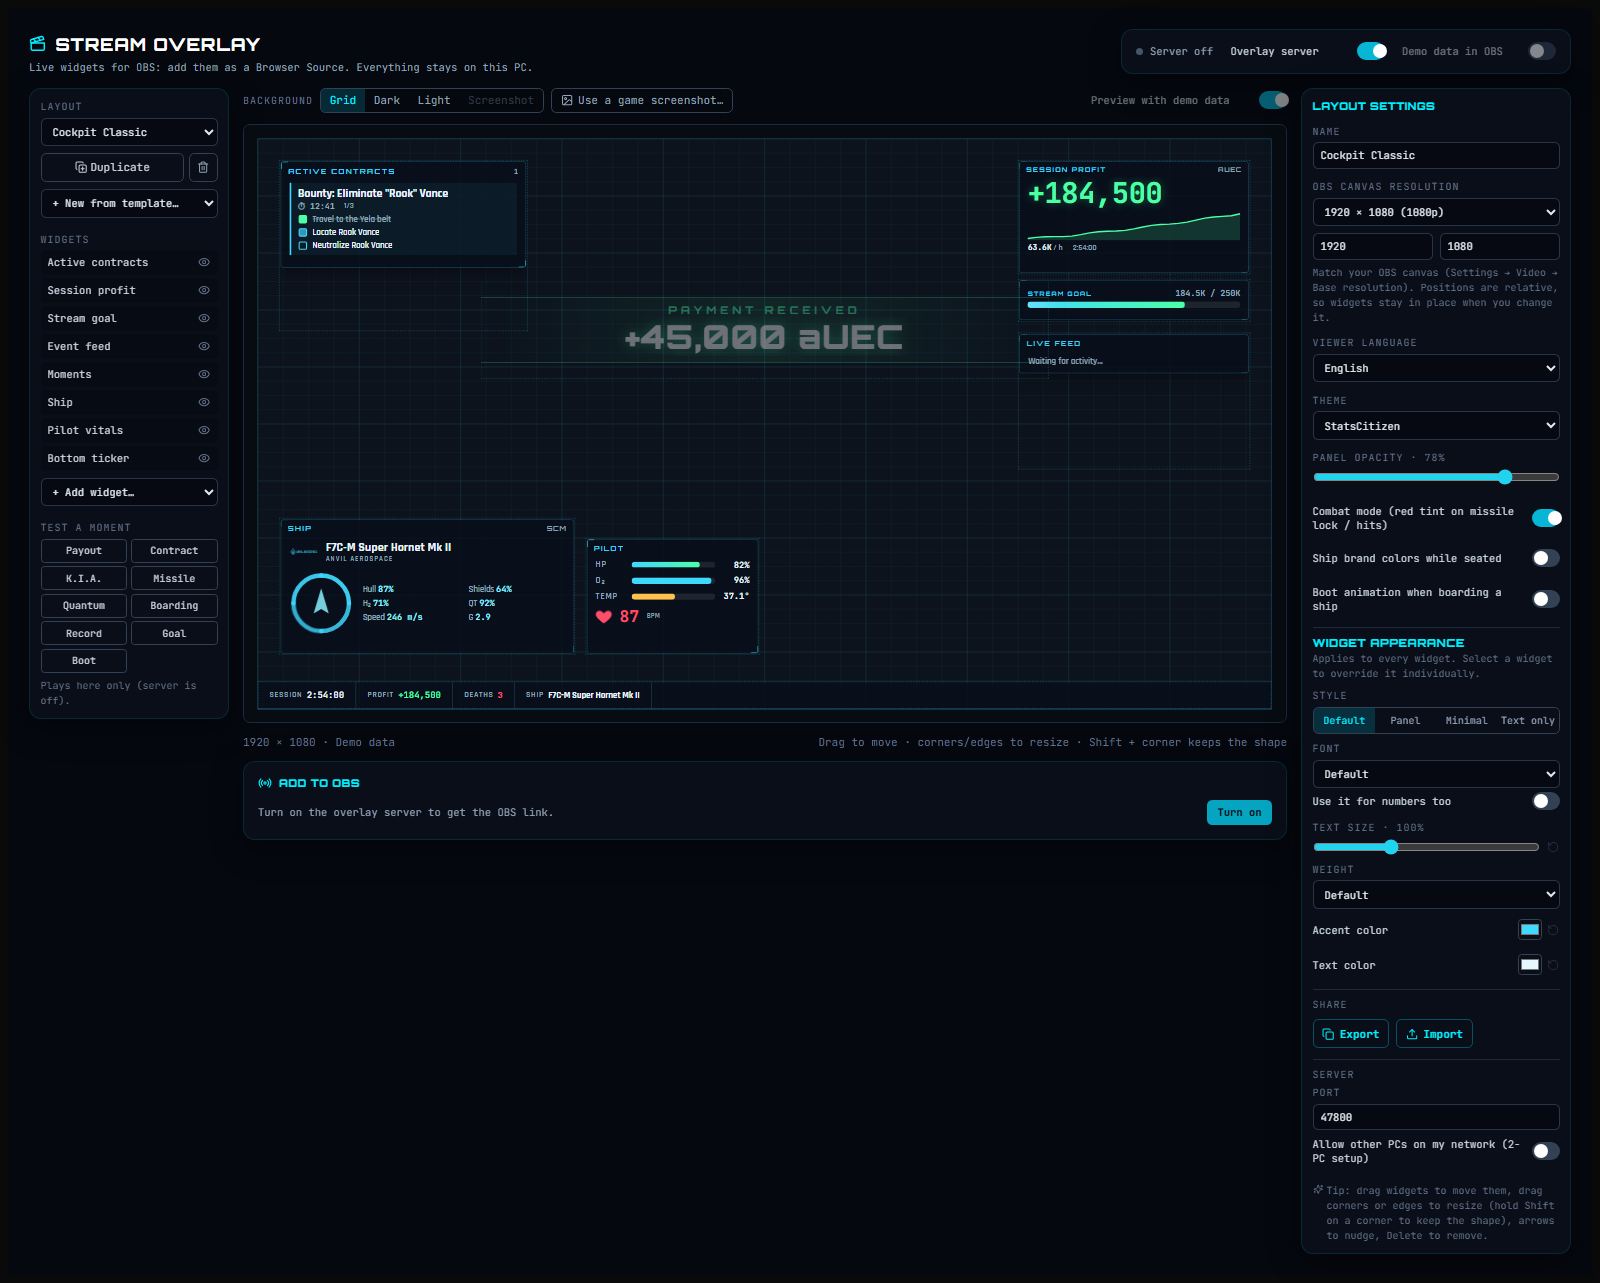 STREAM OVERLAY
Live widgets for OBS: add them as a Browser Source. Everything stays on this PC.
Server off
Overlay server
Demo data in OBS
LAYOUT
Cockpit Classic
Duplicate
+ New from template…
WIDGETS
Active contracts
Session profit
Stream goal
Event feed
Moments
Ship
Pilot vitals
Bottom ticker
+ Add widget…
TEST A MOMENT
Payout
Contract
K.I.A.
Missile
Quantum
Boarding
Record
Goal
Boot
Plays here only (server is
off).
BACKGROUND
Grid
Dark
Light
Screenshot
Use a game screenshot…
Preview with demo data
ACTIVE CONTRACTS
1
Bounty: Eliminate "Rook" Vance
12:41 1/3
Travel to the Yela belt
Locate Rook Vance
Neutralize Rook Vance
SESSION PROFIT
AUEC
+184,500
63.6K / h 2:54:00
STREAM GOAL
184.5K / 250K
LIVE FEED
Waiting for activity…
PAYMENT RECEIVED
+45,000 aUEC
SHIP
SCM
F7C-M Super Hornet Mk II
ANVIL AEROSPACE
Hull 87%
Shields 64%
H₂ 71%
QT 92%
Speed 246 m/s
G 2.9
PILOT
HP 82%
O₂ 96%
TEMP 37.1°
87 BPM
SESSION 2:54:00
PROFIT +184,500
DEATHS 3
SHIP F7C-M Super Hornet Mk II
1920 × 1080 · Demo data
Drag to move · corners/edges to resize · Shift + corner keeps the shape
ADD TO OBS
Turn on the overlay server to get the OBS link.
Turn on
LAYOUT SETTINGS
NAME
Cockpit Classic
OBS CANVAS RESOLUTION
1920 × 1080 (1080p)
1920
1080
Match your OBS canvas (Settings → Video →
Base resolution). Positions are relative,
so widgets stay in place when you change
it.
VIEWER LANGUAGE
English
THEME
StatsCitizen
PANEL OPACITY · 78%
Combat mode (red tint on missile
lock / hits)
Ship brand colors while seated
Boot animation when boarding a
ship
WIDGET APPEARANCE
Applies to every widget. Select a widget
to override it individually.
STYLE
Default
Panel
Minimal
Text only
FONT
Default
Use it for numbers too
TEXT SIZE · 100%
WEIGHT
Default
Accent color
Text color
SHARE
Export
Import
SERVER
PORT
47800
Allow other PCs on my network (2-
PC setup)
Tip: drag widgets to move them, drag
corners or edges to resize (hold Shift
on a corner to keep the shape), arrows
to nudge, Delete to remove.